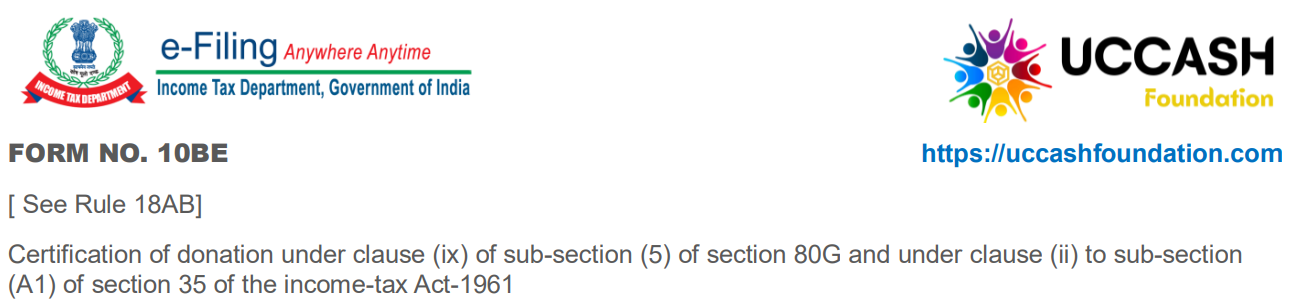 e-Filing Anywhere Anytime
Income Tax Department, Government of India
INCOME TAX DEPARTMENT
UCCASH
Foundation
FORM NO. 10BE
https://uccashfoundation.com
[ See Rule 18AB]
Certification of donation under clause (ix) of sub-section (5) of section 80G and under clause (ii) to sub-section
(A1) of section 35 of the income-tax Act-1961